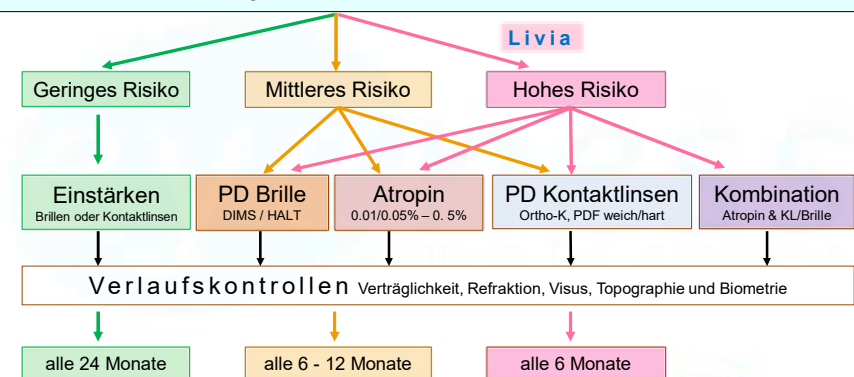 Livia
Geringes Risiko
Mittleres Risiko
Hohes Risiko
Einstärken
Brillen oder Kontaktlinsen
PD Brille
DIMS / HALT
Atropin
0.01/0.05% – 0. 5%
PD Kontaktlinsen
Ortho-K, PDF weich/hart
Kombination
Atropin & KL/Brille
Verlaufskontrollen Verträglichkeit, Refraktion, Visus, Topographie und Biometrie
alle 24 Monate
alle 6 - 12 Monate
alle 6 Monate